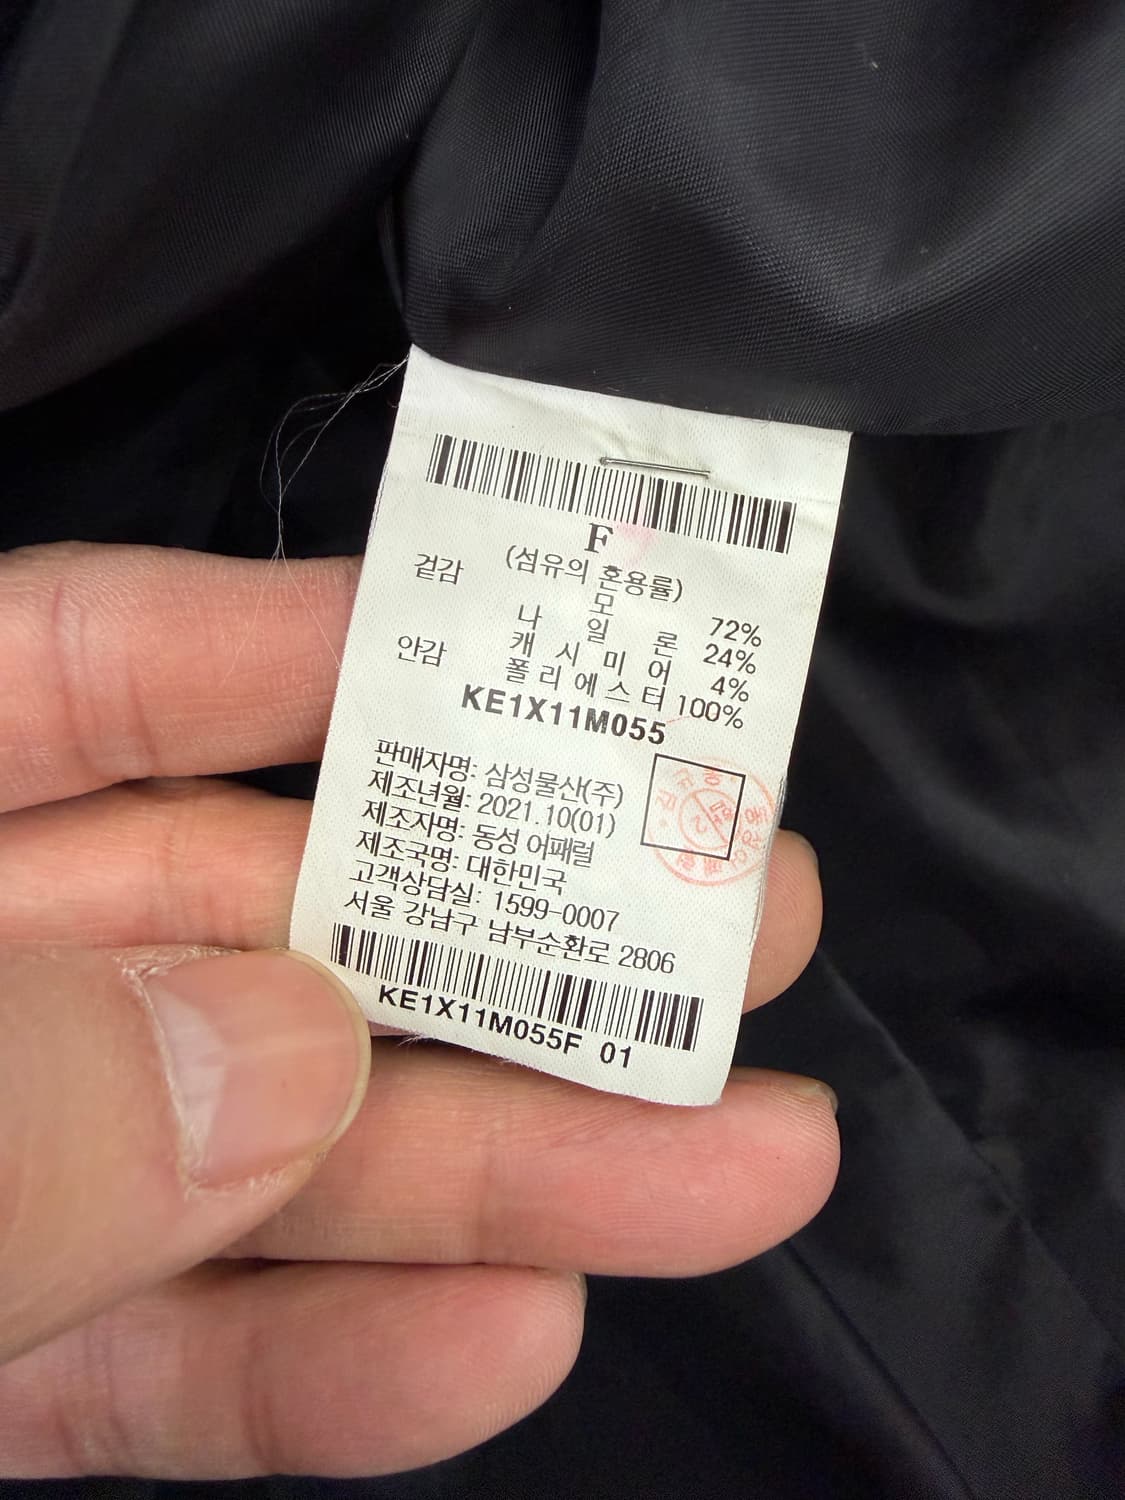 F
(섬유의 혼용률)
겉감 모 72%
나일론 24%
캐시미어 4%
안감 폴리에스터 100%
KE1X11M055
판매자명: 삼성물산(주)
제조년월: 2021.10(01)
제조자명: 동성 어패럴
제조국명: 대한민국
고객상담실: 1599-0007
서울 강남구 남부순환로 2806
KE1X11M055F 01